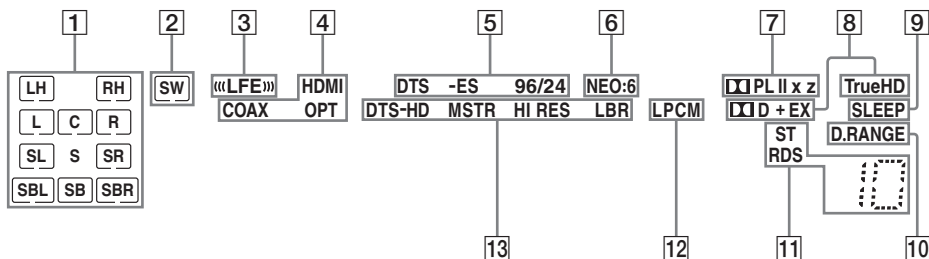 1 2 3 4 5 6 7 8 9
LH RH SW LFE HDMI DTS -ES 96/24 NEO:6 PL II x z TrueHD
L C R COAX OPT DTS-HD MSTR HI RES LBR LPCM D + EX SLEEP
ST D.RANGE
SL S SR RDS
SBL SB SBR 10
13 12 11 10